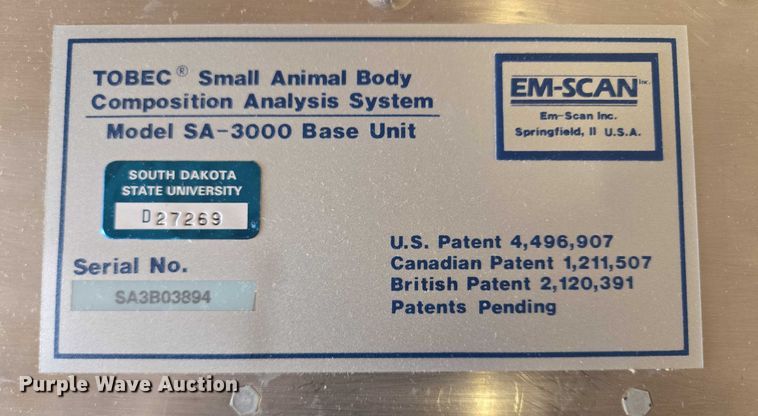 TOBEC® Small Animal Body
Composition Analysis System
Model SA-3000 Base Unit
EM-SCAN Inc.
Em-Scan Inc.
Springfield, Il U.S.A.
SOUTH DAKOTA
STATE UNIVERSITY
D27269
Serial No.
SA3B03894
U.S. Patent 4,496,907
Canadian Patent 1,211,507
British Patent 2,120,391
Patents Pending
Purple Wave Auction